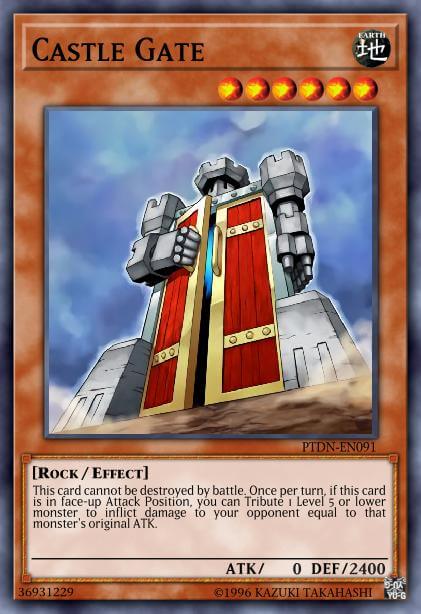 CASTLE GATE
EARTH
地
PTDN-EN091
[ROCK / EFFECT]
This card cannot be destroyed by battle. Once per turn, if this card
is in face-up Attack Position, you can Tribute 1 Level 5 or lower
monster to inflict damage to your opponent equal to that
monster's original ATK.
ATK/ 0 DEF/2400
36931229
©1996 KAZUKI TAKAHASHI